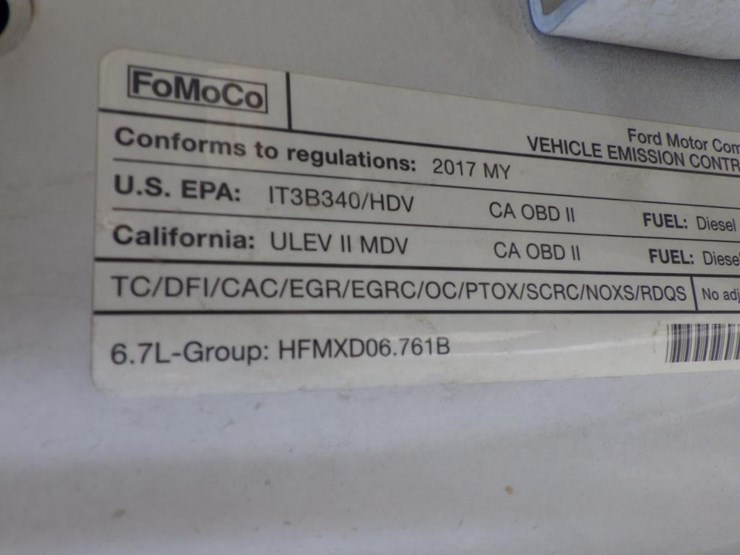 FoMoCo
Ford Motor Com
VEHICLE EMISSION CONTR
Conforms to regulations: 2017 MY
U.S. EPA: IT3B340/HDV CA OBD II FUEL: Diesel
California: ULEV II MDV CA OBD II FUEL: Diesel
TC/DFI/CAC/EGR/EGRC/OC/PTOX/SCRC/NOXS/RDQS No adj
6.7L-Group: HFMXD06.761B